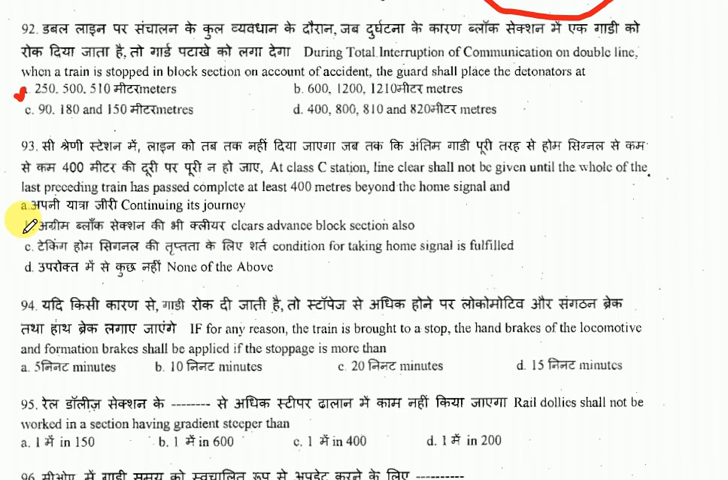 92. डबल लाइन पर संचालन के कुल व्यवधान के दौरान, जब दुर्घटना के कारण ब्लॉक सेक्शन में एक गाडी को
रोक दिया जाता है, तो गार्ड पटाखे को लगा देगा During Total Interruption of Communication on double line,
when a train is stopped in block section on account of accident, the guard shall place the detonators at
. 250, 500, 510 मीटरmeters b. 600, 1200, 1210मीटर metres
c. 90, 180 and 150 मीटरmetres d. 400, 800, 810 and 820मीटर metres
93. सी श्रेणी स्टेशन में, लाइन को तब तक नहीं दिया जाएगा जब तक कि अंतिम गाडी पूरी तरह से होम सिग्नल से कम
से कम 400 मीटर की दूरी पर पूरी न हो जाए, At class C station, line clear shall not be given until the whole of the
last preceding train has passed complete at least 400 metres beyond the home signal and
a.अपनी यात्रा जीरी Continuing its journey
अग्रीम ब्लॉक सेक्शन की भी क्लीयर clears advance block section also
c. टेकिंग होम सिगनल की तृप्तता के लिए शर्त condition for taking home signal is fulfilled
d. उपरोक्त में से कुछ नहीं None of the Above
94. यदि किसी कारण से, गाडी रोक दी जाती है, तो स्टॉपेज से अधिक होने पर लोकोमोटिव और संगठन ब्रेक
तथा हाथ ब्रेक लगाए जाएंगे IF for any reason, the train is brought to a stop, the hand brakes of the locomotive
and formation brakes shall be applied if the stoppage is more than
a. 5निनट minutes b. 10 निनट minutes c. 20 निनट minutes d. 15 निनट minutes
95. रेल डॉलीज़ सेक्शन के -------- से अधिक स्टीपर ढालान में काम नहीं किया जाएगा Rail dollies shall not be
worked in a section having gradient steeper than
a. 1 में in 150 b. 1 में in 600 c. 1 में in 400 d. 1 में in 200